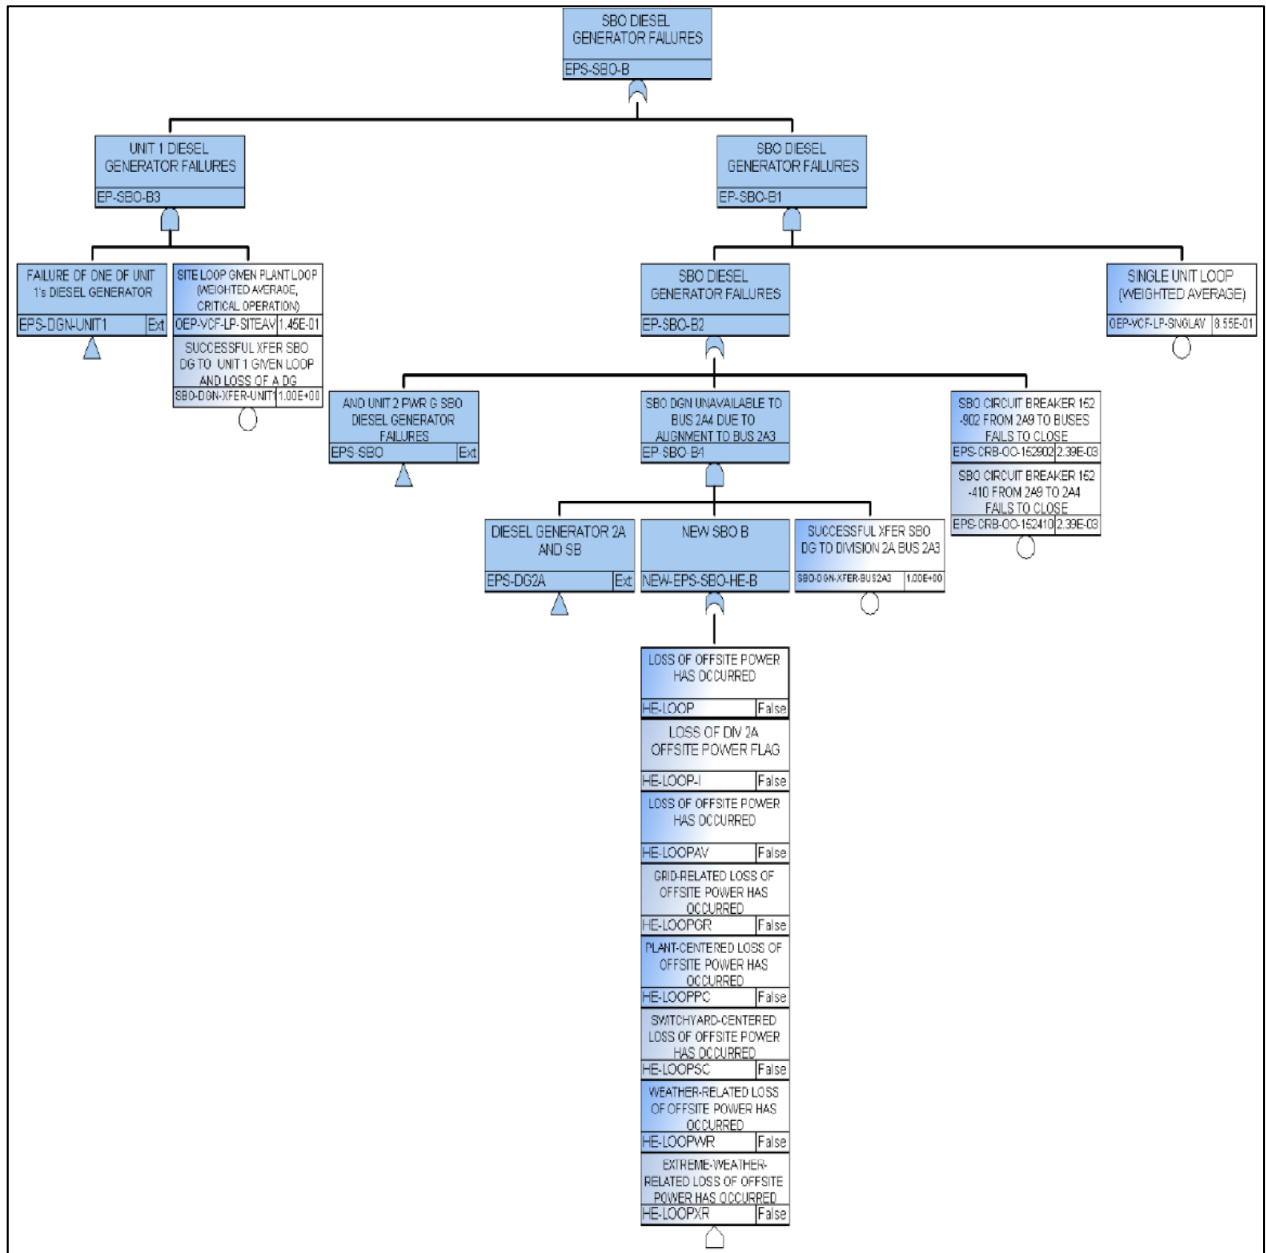 SBO DIESEL
GENERATOR FAILURES
EPS-SBO-B
UNIT 1 DIESEL
GENERATOR FAILURES
EP-SBO-B3
SBO DIESEL
GENERATOR FAILURES
EP-SBO-B1
FAILURE OF ONE OF UNIT
1's DIESEL GENERATOR
EPS-DGN-UNIT1 Ext
SITE LOOP GIVEN PLANT LOOP
(WEIGHTED AVERAGE,
CRITICAL OPERATION)
OEP-VCF-LP-SITEAV 1.45E-01
SUCCESSFUL XFER SBO
DG TO UNIT 1 GIVEN LOOP
AND LOSS OF A DG
SBO-DGN-XFER-UNIT1 1.00E+00
SBO DIESEL
GENERATOR FAILURES
EP-SBO-B2
SINGLE UNIT LOOP
(WEIGHTED AVERAGE)
OEP-VCF-LP-SNGLAV 8.55E-01
AND UNIT 2 PWR G SBO
DIESEL GENERATOR
FAILURES
EPS-SBO Ext
SBO DGN UNAVAILABLE TO
BUS 2A4 DUE TO
ALIGNMENT TO BUS 2A3
EP-SBO-B4
SBO CIRCUIT BREAKER 152
-902 FROM 2A9 TO BUSES
FAILS TO CLOSE
EPS-CRB-OO-152902 2.39E-03
SBO CIRCUIT BREAKER 152
-410 FROM 2A9 TO 2A4
FAILS TO CLOSE
EPS-CRB-OO-152410 2.39E-03
DIESEL GENERATOR 2A
AND SB
EPS-DG2A Ext
NEW SBO B
NEW-EPS-SBO-HE-B
SUCCESSFUL XFER SBO
DG TO DIVISION 2A BUS 2A3
SBO-DGN-XFER-BUS2A3 1.00E+00
LOSS OF OFFSITE POWER
HAS OCCURRED
HE-LOOP False
LOSS OF DIV 2A
OFFSITE POWER FLAG
HE-LOOP-I False
LOSS OF OFFSITE POWER
HAS OCCURRED
HE-LOOPAV False
GRID-RELATED LOSS OF
OFFSITE POWER HAS
OCCURRED
HE-LOOPGR False
PLANT-CENTERED LOSS OF
OFFSITE POWER HAS
OCCURRED
HE-LOOPPC False
SWITCHYARD-CENTERED
LOSS OF OFFSITE POWER
HAS OCCURRED
HE-LOOPSC False
WEATHER-RELATED LOSS
OF OFFSITE POWER HAS
OCCURRED
HE-LOOPWR False
EXTREME-WEATHER-
RELATED LOSS OF OFFSITE
POWER HAS OCCURRED
HE-LOOPXR False